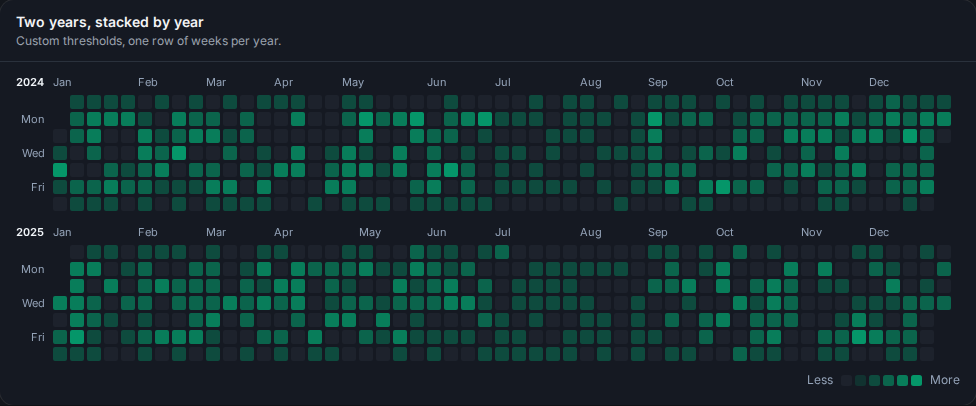 Two years, stacked by year
Custom thresholds, one row of weeks per year.
2024 Jan Feb Mar Apr May Jun Jul Aug Sep Oct Nov Dec
Mon
Wed
Fri
2025 Jan Feb Mar Apr May Jun Jul Aug Sep Oct Nov Dec
Mon
Wed
Fri
Less More